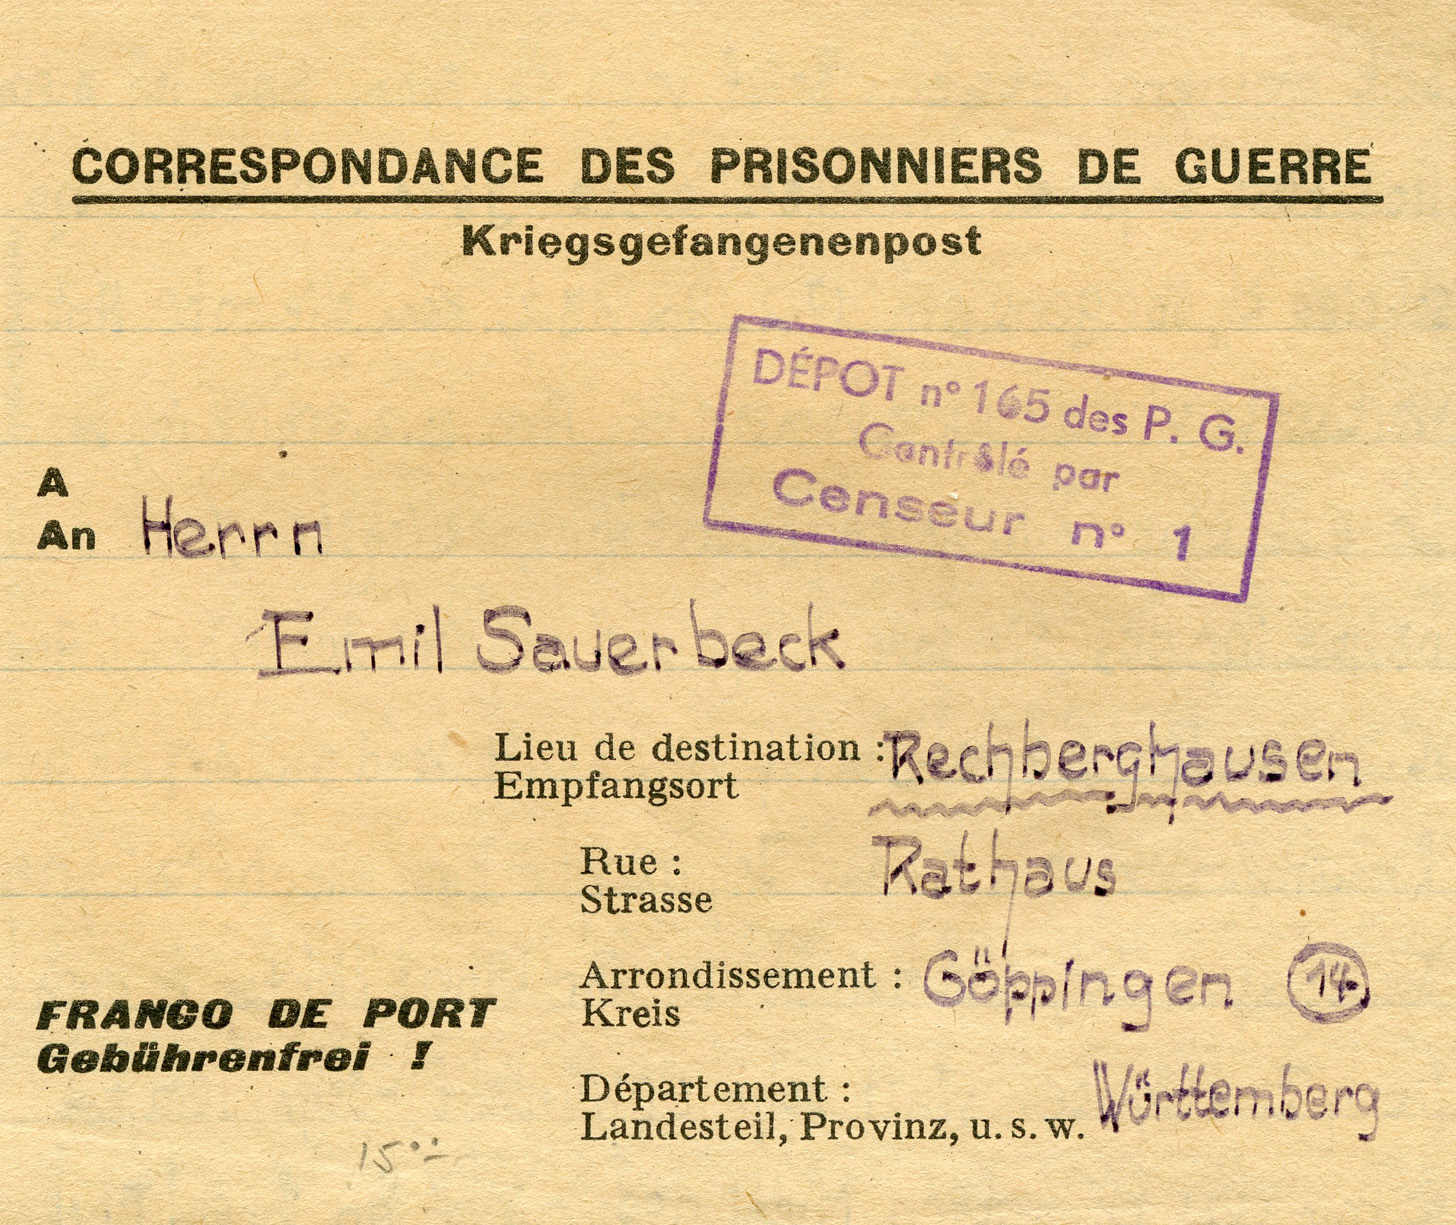 CORRESPONDANCE DES PRISONNIERS DE GUERRE
Kriegsgefangenenpost
DÉPOT n° 165 des P. G.
Contrôlé par
Censeur n° 1
A
An Herrn
Emil Sauerbeck
Lieu de destination : Rechberghausen
Empfangsort
Rue : Rathaus
Strasse
Arrondissement : Göppingen 14.
Kreis
FRANCO DE PORT
Gebührenfrei !
Département :
Landesteil, Provinz, u. s. w. Württemberg
15